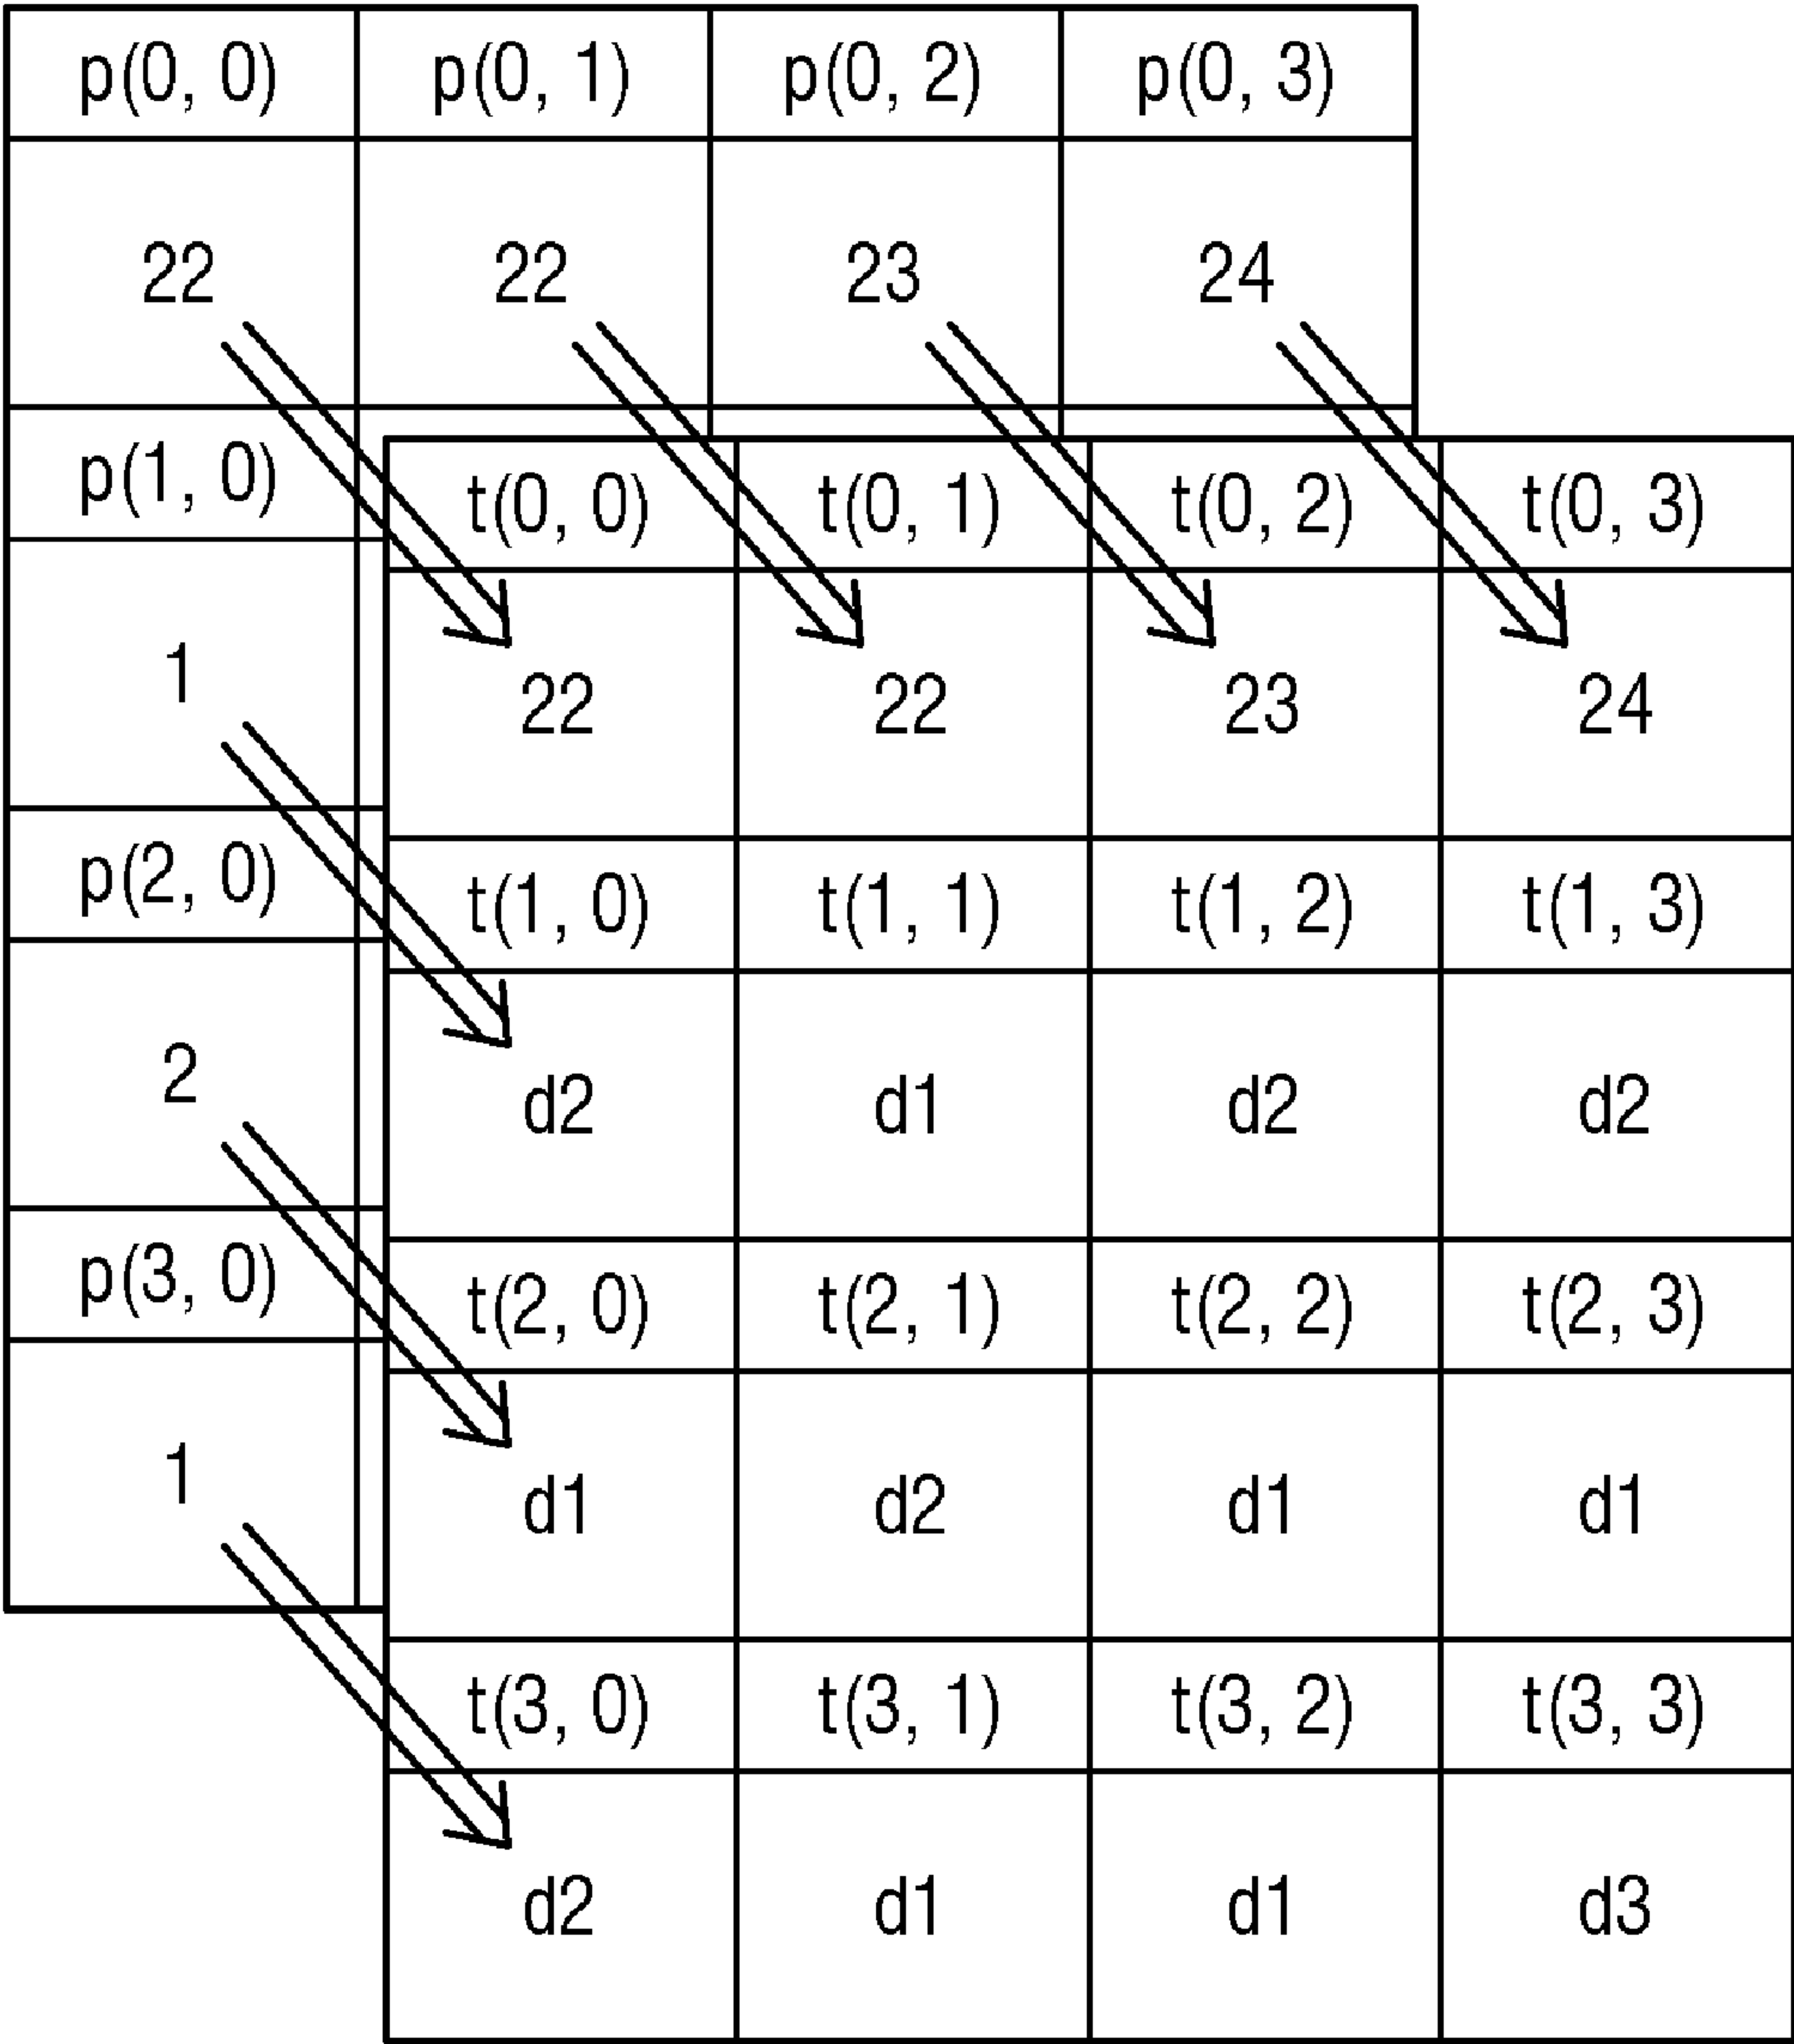 p(0, 0) p(0, 1) p(0, 2) p(0, 3)
22 22 23 24
p(1, 0)
t(0, 0) t(0, 1) t(0, 2) t(0, 3)
1
22 22 23 24
p(2, 0)
t(1, 0) t(1, 1) t(1, 2) t(1, 3)
2
d2 d1 d2 d2
p(3, 0)
t(2, 0) t(2, 1) t(2, 2) t(2, 3)
1
d1 d2 d1 d1
t(3, 0) t(3, 1) t(3, 2) t(3, 3)
d2 d1 d1 d3